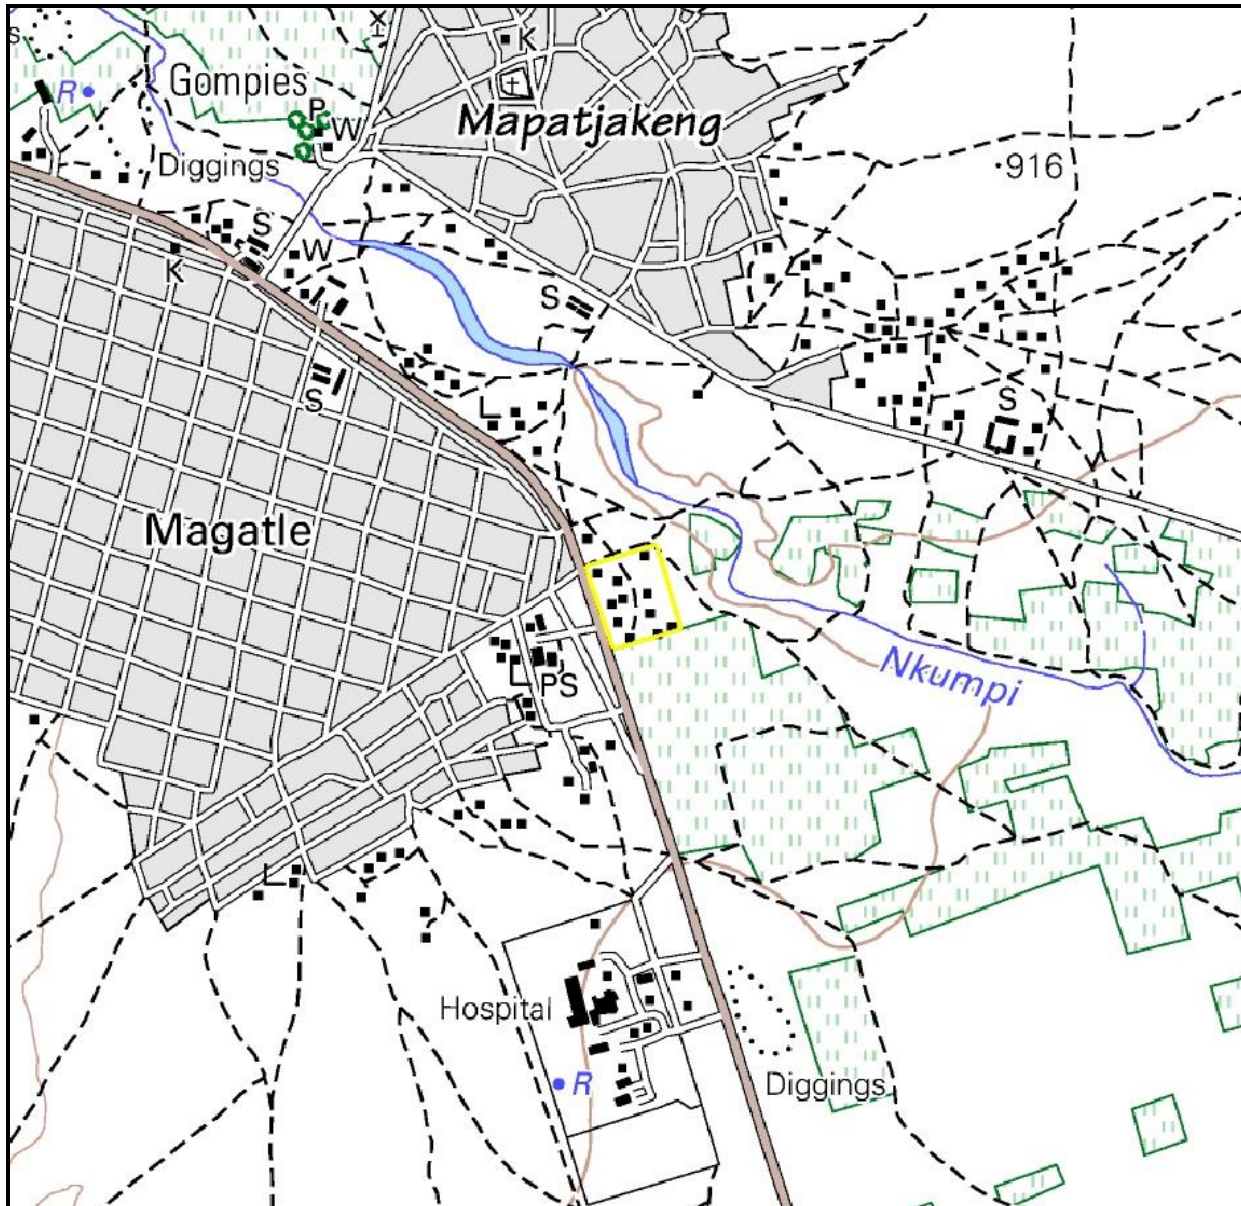 K
s
R
Gompies
P
W
Mapatjakeng
Diggings
916
S
W
K
S
S
L
S
Magatle
Nkumpi
L
PS
L
Hospital
R
Diggings